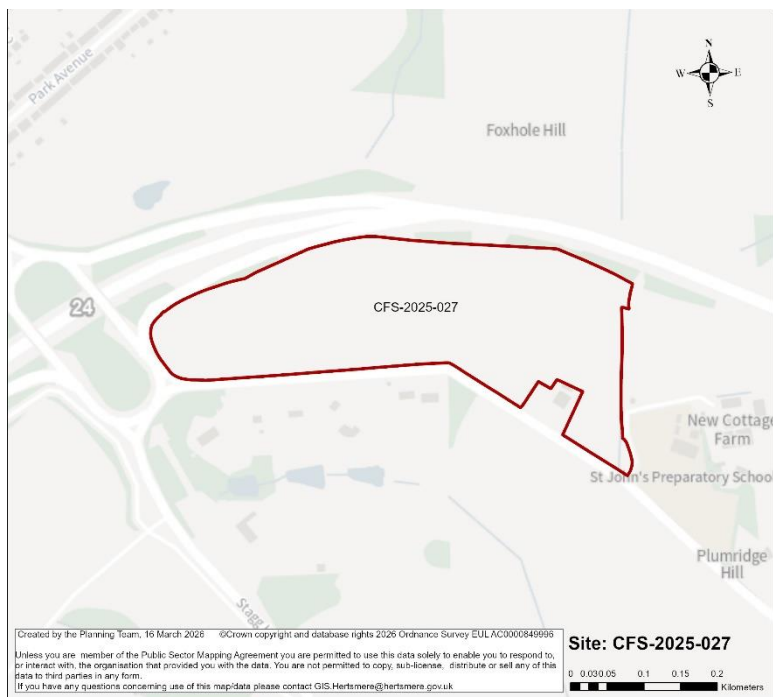 N
W E
S
Park Avenue
Foxhole Hill
24
CFS-2025-027
New Cottage
Farm
St John's Preparatory School
Plumridge
Hill
Stagg
Created by the Planning Team, 16 March 2026 ©Crown copyright and database rights 2026 Ordnance Survey EUL AC0000849996
Unless you are member of the Public Sector Mapping Agreement you are permitted to use this data solely to enable you to respond to,
or interact with, the organisation that provided you with the data. You are not permitted to copy, sub-license, distribute or sell any of this
data to third parties in any form.
If you have any questions concerning use of this map/data please contact GIS.Hertsmere@hertsmere.gov.uk
Site: CFS-2025-027
0 0.03 0.05 0.1 0.15 0.2
Kilometers